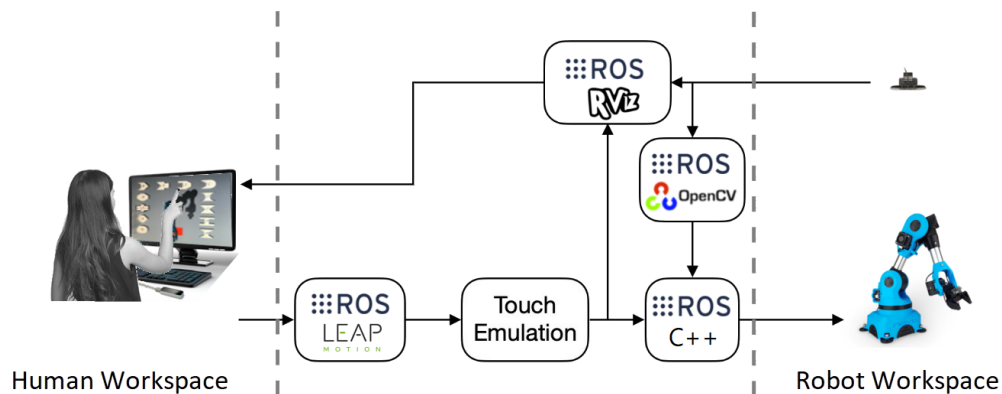 ROS
RViz
ROS
OpenCV
ROS
LEAP
MOTION
Touch
Emulation
ROS
C++
Human Workspace
Robot Workspace